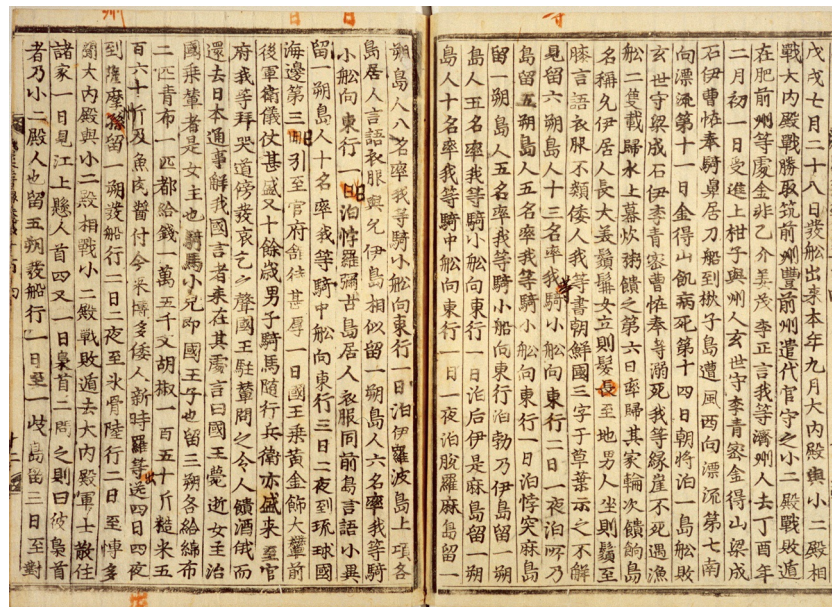 戊戌七月二十八日發船出來本年九月大內殿與小二殿相
戰大內殿戰勝取筑前州豊前州遣代官守之小二殿戰敗遁
在肥前州等處金非乙介姜茂李正言我等濟州人去丁酉年
二月初一日受進上柑子與州人玄世守李青密金得山梁成
石伊曹恠奉騎鼻居刀船到楸子島遭風西向漂流第七南
向漂流第十一日金得山飢病死第十四日朝將泊一島船敗
玄世守梁成石伊李青密曹恠奉等溺死我等緣崖不死遇漁
船二隻載歸水上幕炊粥饋之第六日率歸其家輪次饋餉島
名稱允伊居人長大美鬚髯女立則髮長至地男人坐則鬚至
膝言語衣服不類倭人我等書朝鮮國三字于草葉示之不解
見留六朔島人十三名率我騎小船向東行二日一夜泊所乃
島留五朔島人五名率我等騎小船向東行一日泊悖突麻島
留一朔島人五名率我等騎小船向東行泊勃乃伊島留一朔
島人五名率我等騎小船向東行一日泊后伊是麻島留一朔
島人十名率我等騎中船向東行一日一夜泊脫羅麻島留一
朔島人八名率我等騎小船向東行一日泊伊羅波島上項各
島居人言語衣服與允伊島相似留一朔島人六名率我等騎
小船向東行一日泊悖羅彌古島居人衣服同前島言語小異
留一朔島人十名率我等騎中船向東行三日二夜到琉球國
海邊第三日引至官府舘待甚厚一日國王乘黃金飾大輦前
後軍衛儀仗甚盛又十餘歲男子騎馬隨行兵衛亦盛來至官
府我等拜哭道傍發哀乞之聲國王駐輦問之令人饋酒俄而
還去日本通事解我國言者來在其處言曰國王薨逝女主治
國乘輦者是女主也騎馬小兒即國王子也留三朔各給綿布
二匹青布一匹都給錢一萬五千文胡椒一百五十斤糙米五
百六十斤及魚肉醬付今來博多倭人新時羅等送四日四夜
到薩摩留一朔發船行二日二夜至氷骨陸行二日至博多
彌大內殿與小二殿相戰小二殿戰敗遁去大內殿軍士散住
諸家一日見江上懸人首四又一日梟首二問之則曰彼梟首
者乃小二殿人也留五朔發船行一日至一歧島留三日至對